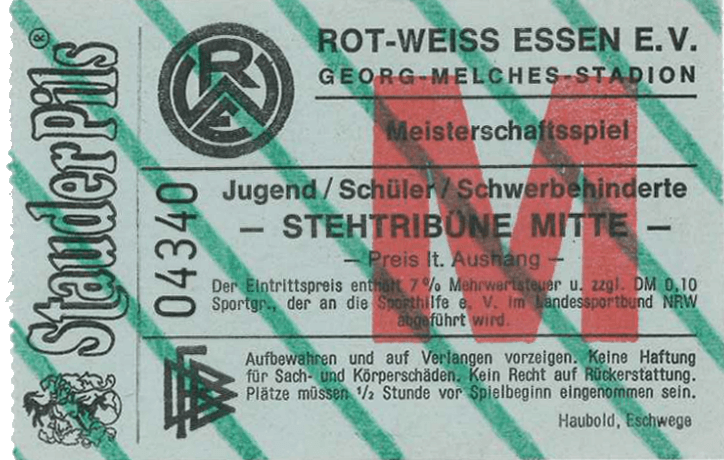 Stauder Pils ®
RWE
ROT-WEISS ESSEN E.V.
GEORG-MELCHES-STADION
M
Meisterschaftsspiel
Jugend / Schüler / Schwerbehinderte
— STEHTRIBÜNE MITTE —
— Preis lt. Aushang —
04340
Der Eintrittspreis enthält 7% Mehrwertsteuer u. zzgl. DM 0,10
Sportgr., der an die Sporthilfe e. V. im Landessportbund NRW
abgeführt wird.
DFB
Aufbewahren und auf Verlangen vorzeigen. Keine Haftung
für Sach- und Körperschäden. Kein Recht auf Rückerstattung.
Plätze müssen ½ Stunde vor Spielbeginn eingenommen sein.
Haubold, Eschwege